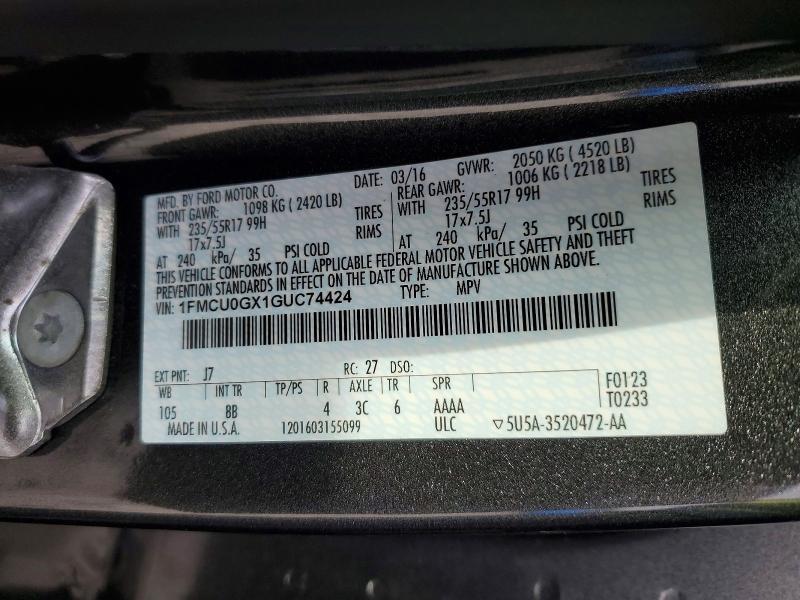 MFD. BY FORD MOTOR CO. DATE: 03/16 GVWR: 2050 KG ( 4520 LB)
FRONT GAWR: 1098 KG ( 2420 LB) REAR GAWR: 1006 KG ( 2218 LB)
WITH 235/55R17 99H TIRES WITH 235/55R17 99H TIRES
17x7.5J RIMS 17x7.5J RIMS
AT 240 kPa/ 35 PSI COLD AT 240 kPa/ 35 PSI COLD
THIS VEHICLE CONFORMS TO ALL APPLICABLE FEDERAL MOTOR VEHICLE SAFETY AND THEFT
PREVENTION STANDARDS IN EFFECT ON THE DATE OF MANUFACTURE SHOWN ABOVE.
VIN: 1FMCU0GX1GUC74424 TYPE: MPV
EXT PNT: J7 RC: 27 DSO:
WB INT TR TP/PS R AXLE TR SPR F0123
105 8B 4 3C 6 AAAA T0233
MADE IN U.S.A. 1201603155099 ULC ▽5U5A-3520472-AA